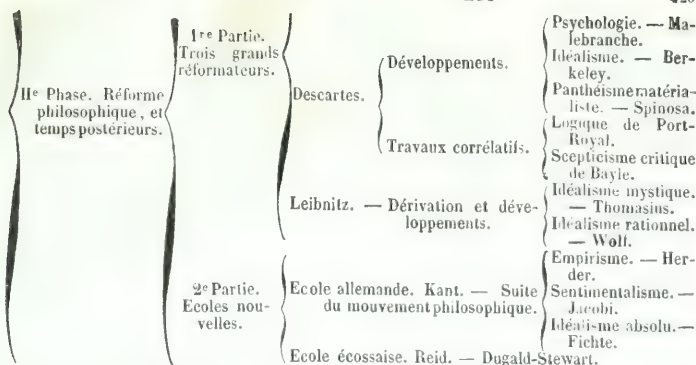 IIe Phase. Réforme
philosophique, et
temps postérieurs.
1re Partie.
Trois grands
réformateurs.
Descartes.
Développements.
Psychologie. — Ma-
lebranche.
Idéalisme. — Ber-
keley.
Panthéisme matéria-
liste. — Spinosa.
Travaux corrélatifs.
Logique de Port-
Royal.
Scepticisme critique
de Bayle.
Leibnitz. — Dérivation et déve-
loppements.
Idéalisme mystique.
— Thomasius.
Idéalisme rationnel.
— Wolf.
2e Partie.
Ecoles nou-
velles.
Ecole allemande. Kant. — Suite
du mouvement philosophique.
Empirisme. — Her-
der.
Sentimentalisme. —
Jacobi.
Idéalisme absolu. —
Fichte.
Ecole écossaise. Reid. — Dugald-Stewart.